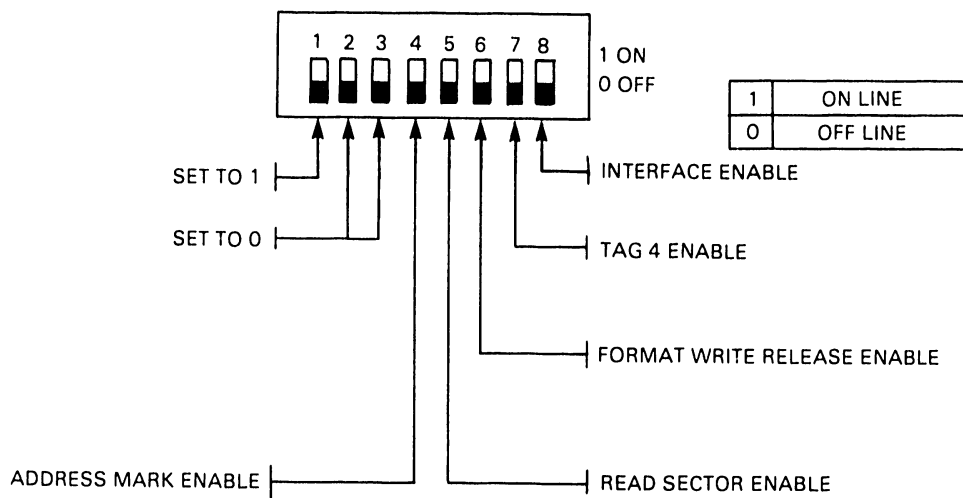 1 2 3 4 5 6 7 8
1 ON
0 OFF
1 ON LINE
0 OFF LINE
SET TO 1
INTERFACE ENABLE
SET TO 0
TAG 4 ENABLE
FORMAT WRITE RELEASE ENABLE
ADDRESS MARK ENABLE
READ SECTOR ENABLE